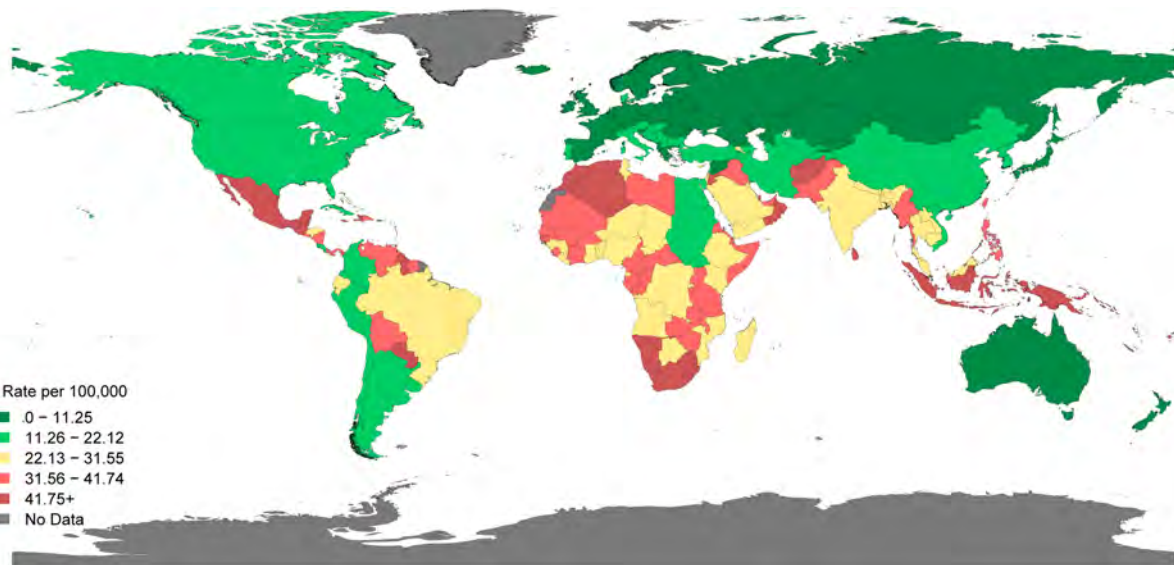 Rate per 100,000
.0 – 11.25
11.26 – 22.12
22.13 – 31.55
31.56 – 41.74
41.75+
No Data